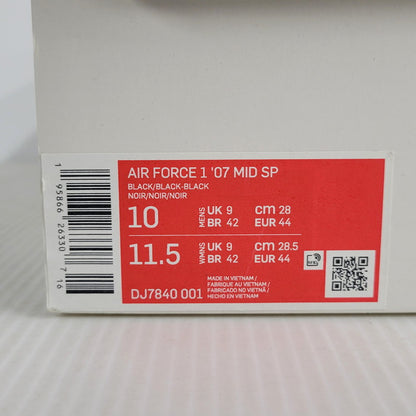 AIR FORCE 1 '07 MID SP
BLACK/BLACK-BLACK
NOIR/NOIR/NOIR
10 MENS UK 9 CM 28
BR 42 EUR 44
11.5 WMNS UK 9 CM 28.5
BR 42 EUR 44
DJ7840 001
MADE IN VIETNAM /
FABRIQUE AU VIETNAM /
FABRICADO NO VIETNÃ /
HECHO EN VIETNAM
1 95866 26330 7 16